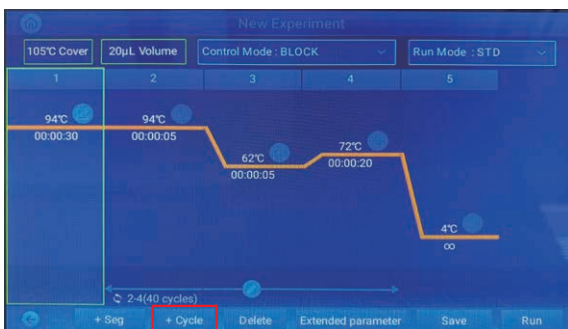 New Experiment
105℃ Cover 20μL Volume Control Mode : BLOCK Run Mode : STD
1 2 3 4 5
94℃ 94℃ 62℃ 72℃ 4℃
00:00:30 00:00:05 00:00:05 00:00:20 ∞
2-4(40 cycles)
+ Seg + Cycle Delete Extended parameter Save Run